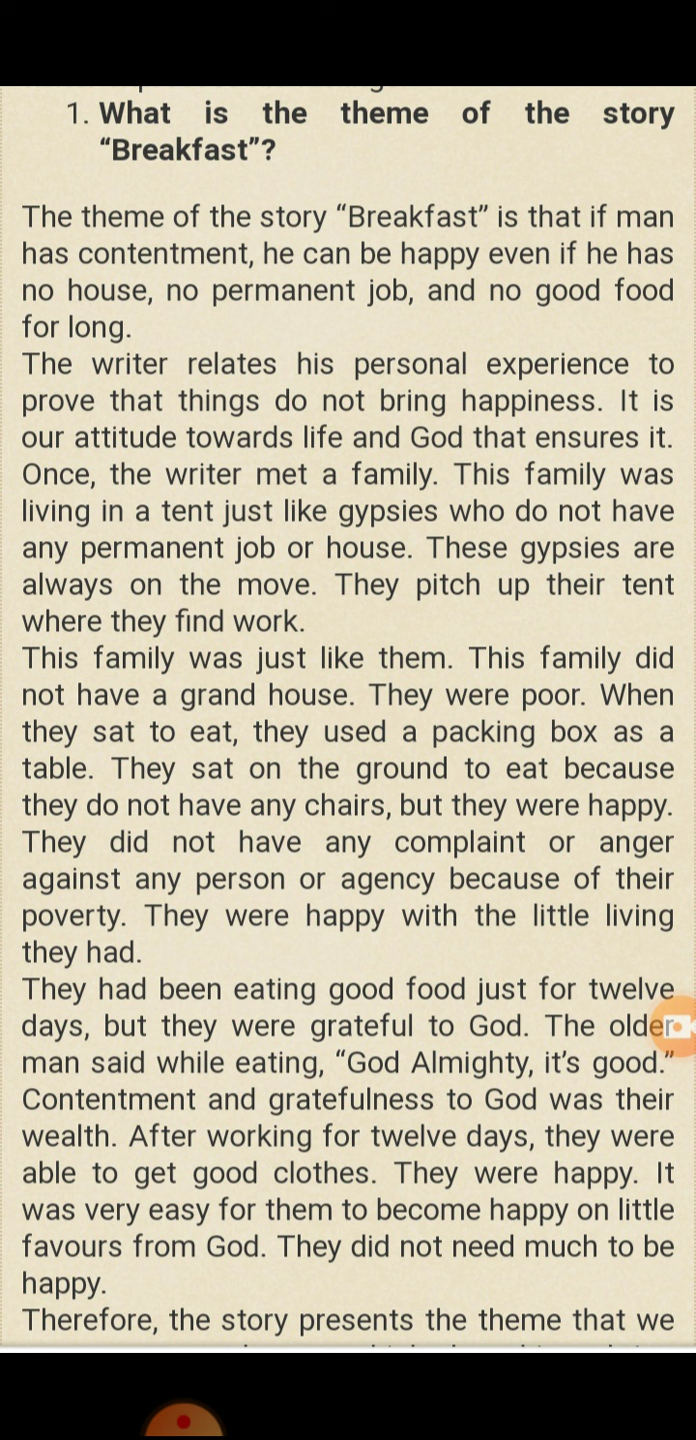 1. What is the theme of the story
“Breakfast”?
The theme of the story “Breakfast” is that if man
has contentment, he can be happy even if he has
no house, no permanent job, and no good food
for long.
The writer relates his personal experience to
prove that things do not bring happiness. It is
our attitude towards life and God that ensures it.
Once, the writer met a family. This family was
living in a tent just like gypsies who do not have
any permanent job or house. These gypsies are
always on the move. They pitch up their tent
where they find work.
This family was just like them. This family did
not have a grand house. They were poor. When
they sat to eat, they used a packing box as a
table. They sat on the ground to eat because
they do not have any chairs, but they were happy.
They did not have any complaint or anger
against any person or agency because of their
poverty. They were happy with the little living
they had.
They had been eating good food just for twelve
days, but they were grateful to God. The older
man said while eating, “God Almighty, it’s good.”
Contentment and gratefulness to God was their
wealth. After working for twelve days, they were
able to get good clothes. They were happy. It
was very easy for them to become happy on little
favours from God. They did not need much to be
happy.
Therefore, the story presents the theme that we